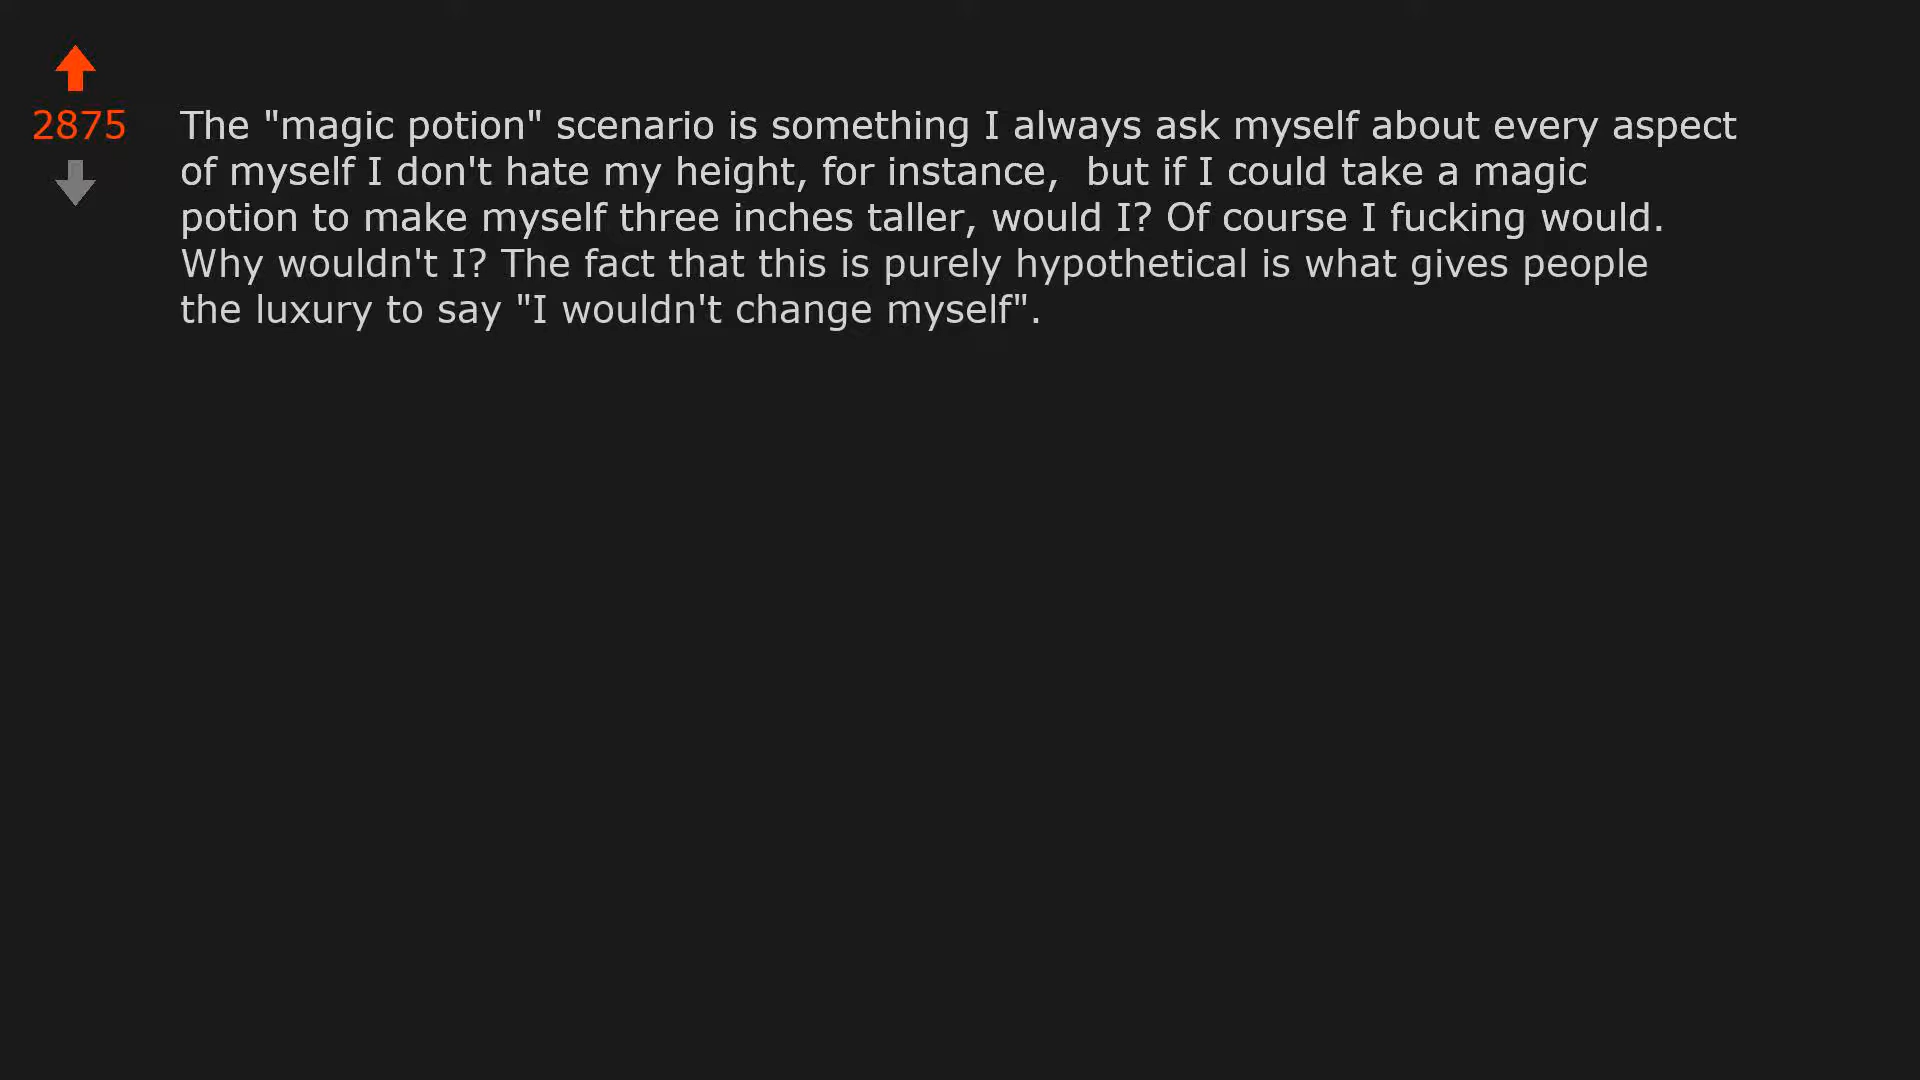 2875
The "magic potion" scenario is something I always ask myself about every aspect
of myself I don't hate my height, for instance,  but if I could take a magic
potion to make myself three inches taller, would I? Of course I fucking would.
Why wouldn't I? The fact that this is purely hypothetical is what gives people
the luxury to say "I wouldn't change myself".